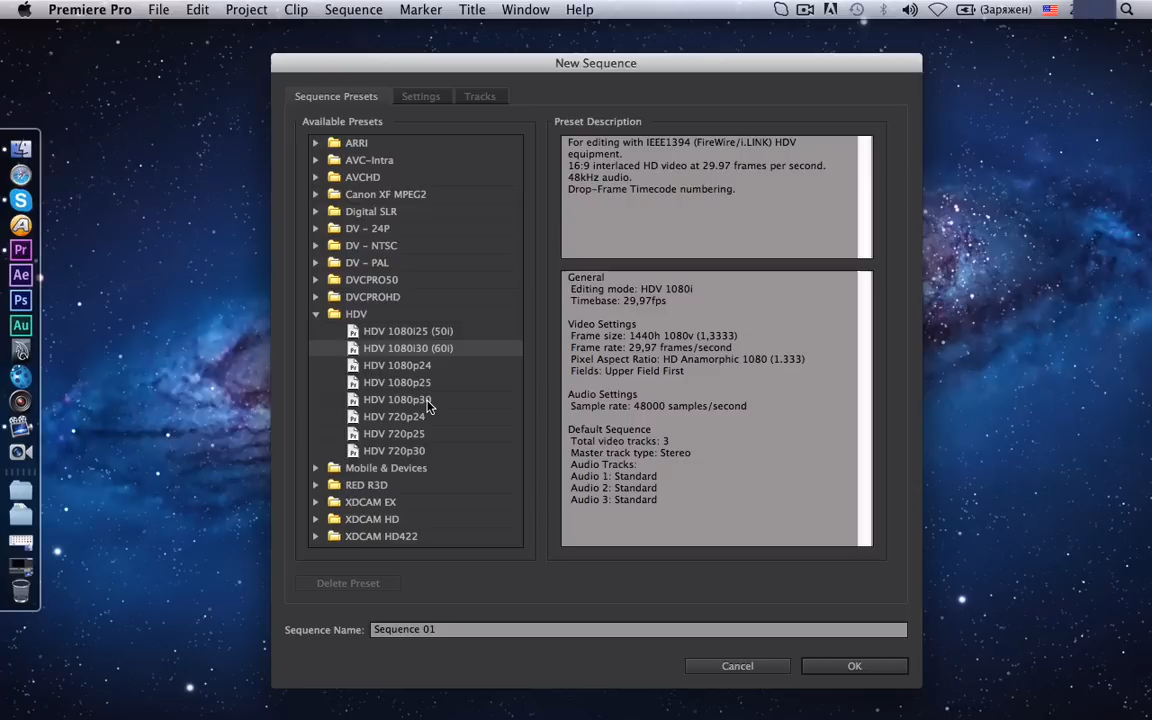 Premiere Pro File Edit Project Clip Sequence Marker Title Window Help (Заряжен)
New Sequence
Sequence Presets Settings Tracks
Available Presets
ARRI
AVC-Intra
AVCHD
Canon XF MPEG2
Digital SLR
DV - 24P
DV - NTSC
DV - PAL
DVCPRO50
DVCPROHD
HDV
HDV 1080i25 (50i)
HDV 1080i30 (60i)
HDV 1080p24
HDV 1080p25
HDV 1080p30
HDV 720p24
HDV 720p25
HDV 720p30
Mobile & Devices
RED R3D
XDCAM EX
XDCAM HD
XDCAM HD422
Delete Preset
Preset Description
For editing with IEEE1394 (FireWire/i.LINK) HDV
equipment.
16:9 interlaced HD video at 29.97 frames per second.
48kHz audio.
Drop-Frame Timecode numbering.
General
Editing mode: HDV 1080i
Timebase: 29,97fps
Video Settings
Frame size: 1440h 1080v (1,3333)
Frame rate: 29,97 frames/second
Pixel Aspect Ratio: HD Anamorphic 1080 (1.333)
Fields: Upper Field First
Audio Settings
Sample rate: 48000 samples/second
Default Sequence
Total video tracks: 3
Master track type: Stereo
Audio Tracks:
Audio 1: Standard
Audio 2: Standard
Audio 3: Standard
Sequence Name: Sequence 01
Cancel OK
Pr
Ae
Ps
Au